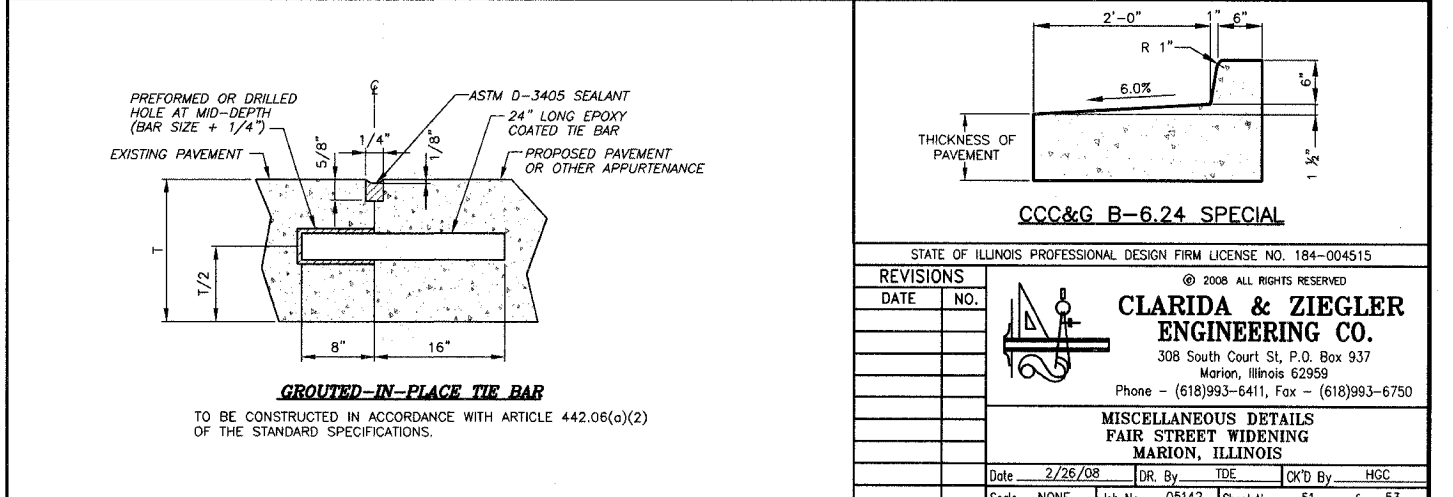 PREFORMED OR DRILLED
HOLE AT MID-DEPTH
(BAR SIZE + 1/4")
EXISTING PAVEMENT
5/8"
℄
1/4"
1/8"
ASTM D-3405 SEALANT
24" LONG EPOXY
COATED TIE BAR
PROPOSED PAVEMENT
OR OTHER APPURTENANCE
T
T/2
8"
16"
GROUTED-IN-PLACE TIE BAR
TO BE CONSTRUCTED IN ACCORDANCE WITH ARTICLE 442.06(a)(2)
OF THE STANDARD SPECIFICATIONS.
2'-0"
1"
6"
R 1"
6.0%
6"
1 ½"
THICKNESS OF
PAVEMENT
CCC&G B-6.24 SPECIAL
STATE OF ILLINOIS PROFESSIONAL DESIGN FIRM LICENSE NO. 184-004515
REVISIONS
DATE NO.
© 2008 ALL RIGHTS RESERVED
CLARIDA & ZIEGLER
ENGINEERING CO.
308 South Court St, P.O. Box 937
Marion, Illinois 62959
Phone - (618)993-6411, Fax - (618)993-6750
MISCELLANEOUS DETAILS
FAIR STREET WIDENING
MARION, ILLINOIS
Date 2/26/08 DR. By TDE CK'D By HGC
Scale NONE Job No. 05142 Sheet 51 of 53